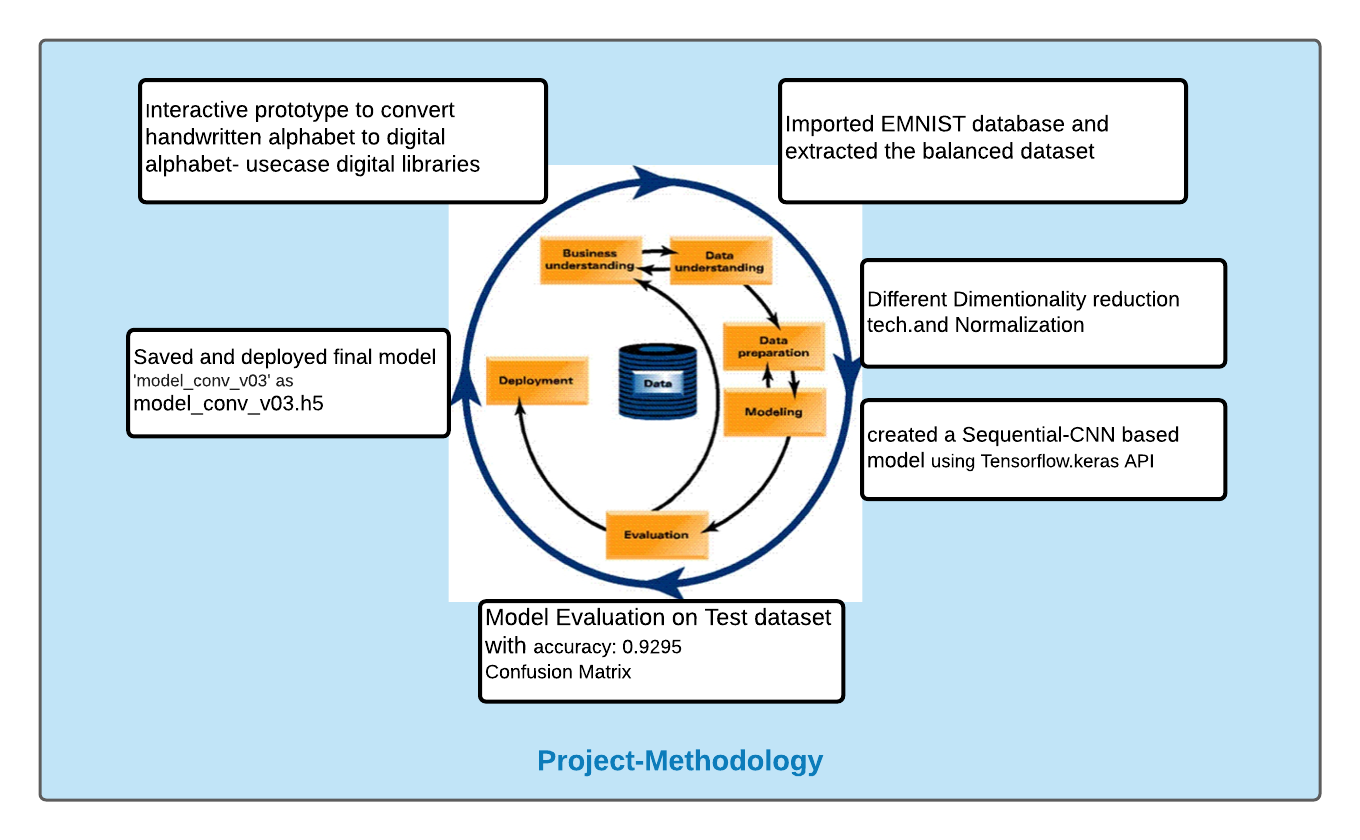 Interactive prototype to convert
handwritten alphabet to digital
alphabet- usecase digital libraries
Imported EMNIST database and
extracted the balanced dataset
Business
understanding
Data
understanding
Different Dimentionality reduction
tech.and Normalization
Data
preparation
Saved and deployed final model
'model_conv_v03' as
model_conv_v03.h5
Deployment
Data
Modeling
created a Sequential-CNN based
model using Tensorflow.keras API
Evaluation
Model Evaluation on Test dataset
with accuracy: 0.9295
Confusion Matrix
Project-Methodology